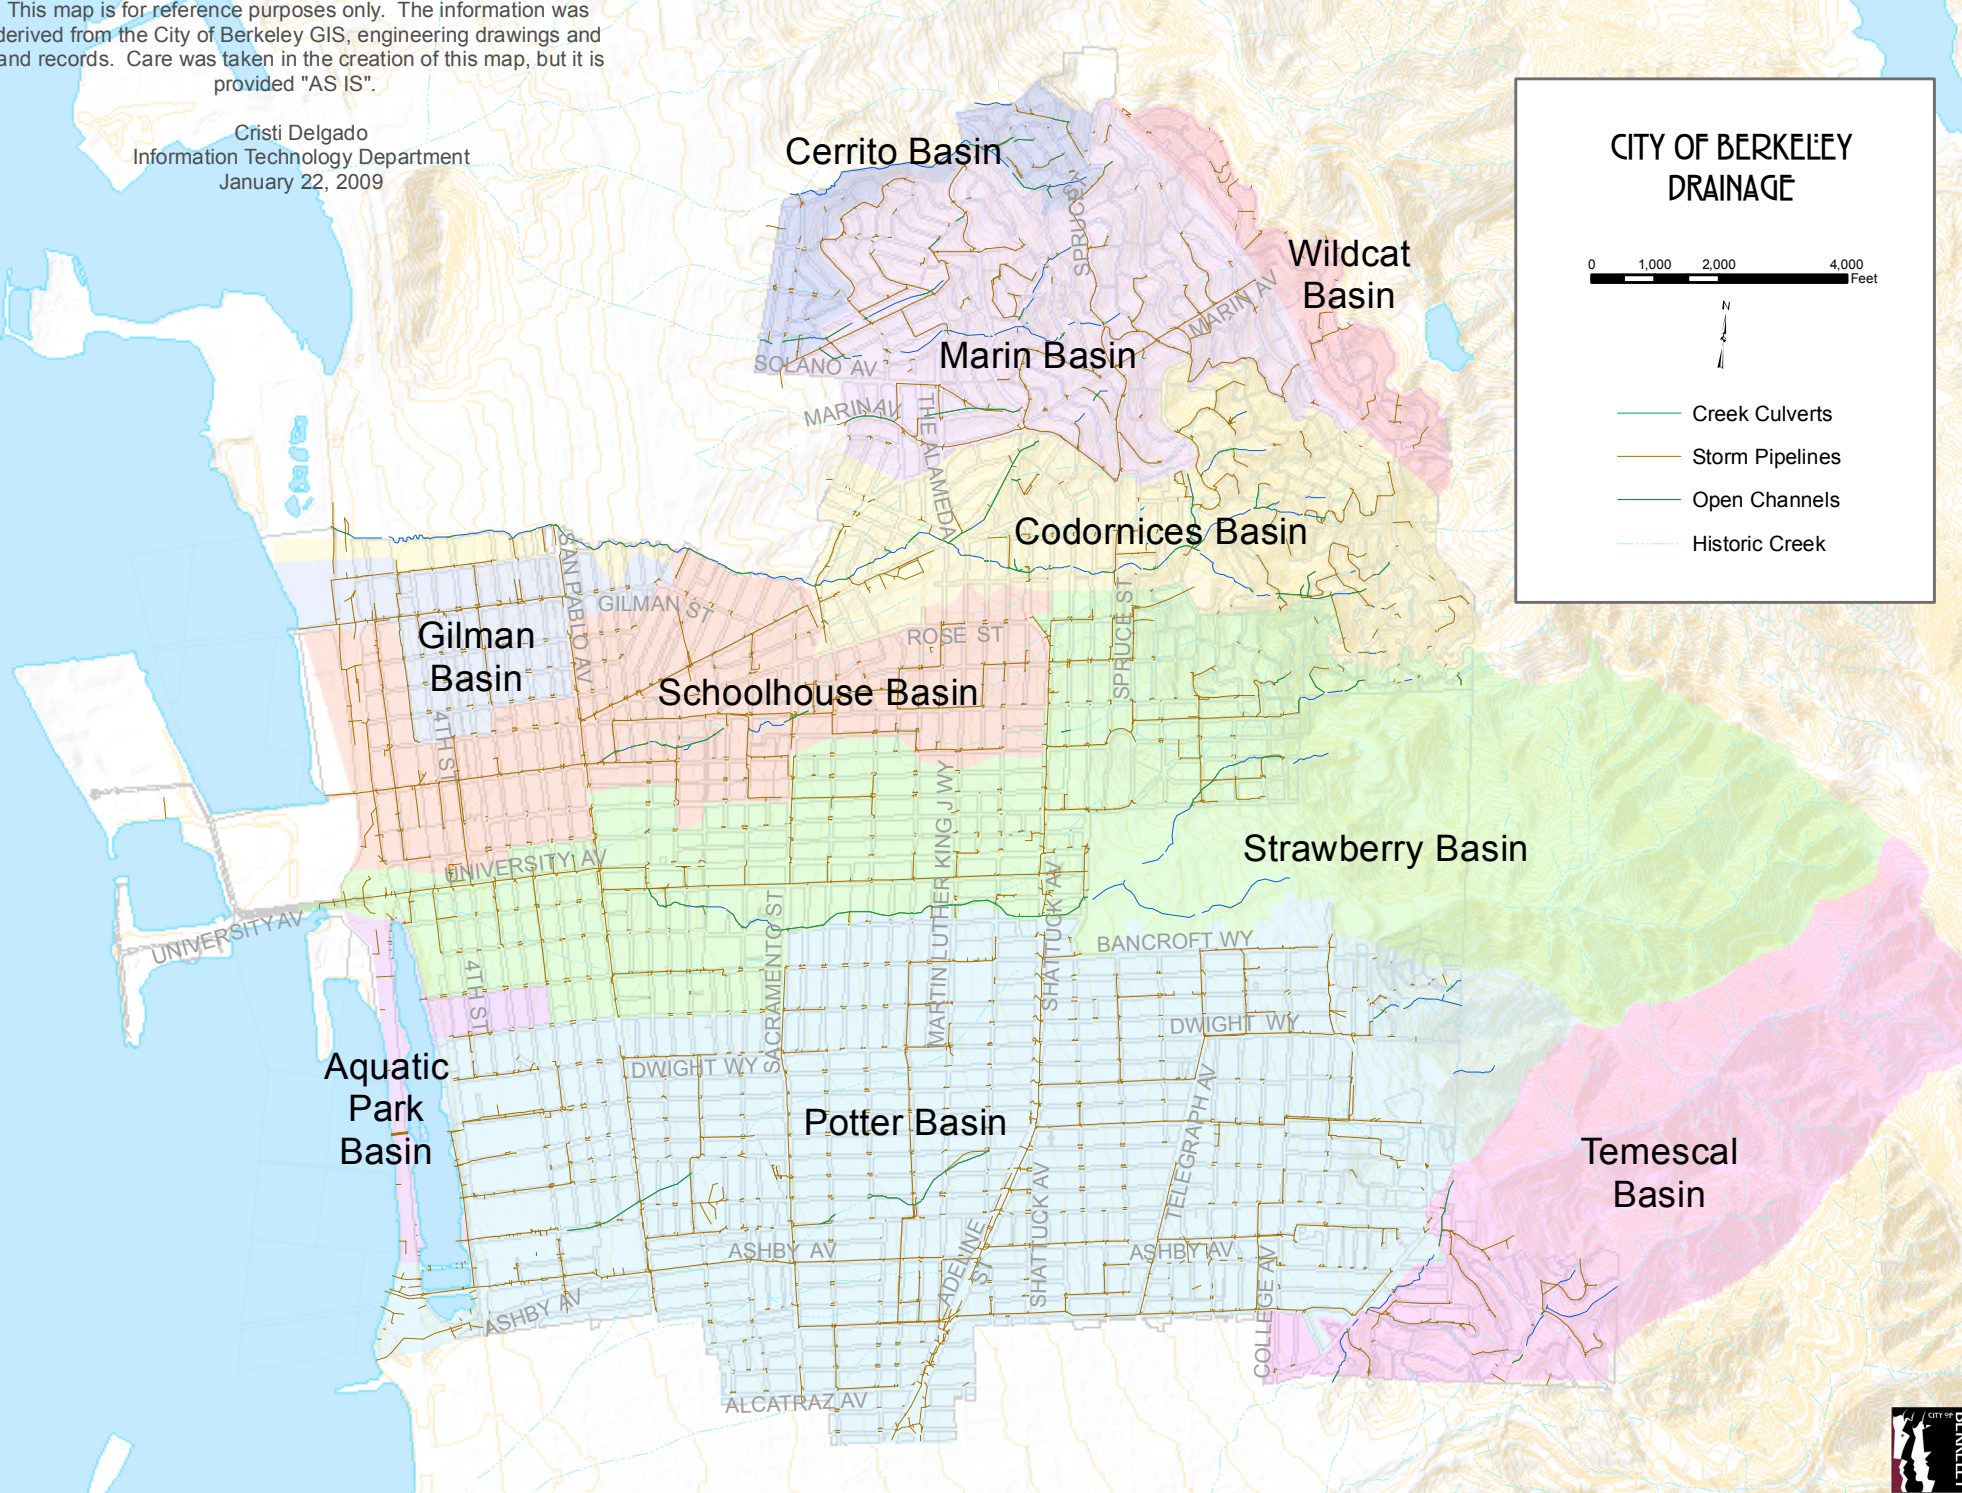 This map is for reference purposes only. The information was
derived from the City of Berkeley GIS, engineering drawings and
and records. Care was taken in the creation of this map, but it is
provided "AS IS".
Cristi Delgado
Information Technology Department
January 22, 2009
CITY OF BERKELEY
DRAINAGE
0 1,000 2,000 4,000
Feet
N
Creek Culverts
Storm Pipelines
Open Channels
Historic Creek
Cerrito Basin
SPRUCE
Wildcat
Basin
MARIN AV
Marin Basin
SOLANO AV
MARIN AV
THE ALAMEDA
Codornices Basin
SAN PABLO AV
GILMAN ST
Gilman
Basin
ROSE ST
SPRUCE ST
Schoolhouse Basin
4TH ST
MARTIN LUTHER KING J WY
UNIVERSITY AV
Strawberry Basin
SHATTUCK AV
SACRAMENTO ST
UNIVERSITY AV
BANCROFT WY
4TH ST
DWIGHT WY
DWIGHT WY
Aquatic
Park
Basin
Potter Basin
TELEGRAPH AV
Temescal
Basin
SHATTUCK AV
ADELINE
ST
ASHBY AV
ASHBY AV
COLLEGE AV
ASHBY AV
ALCATRAZ AV
CITY OF